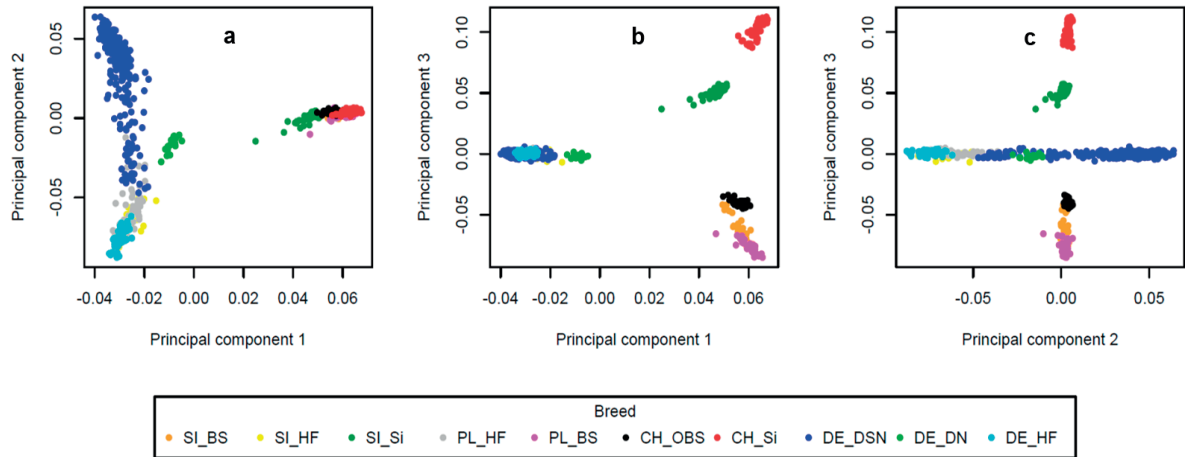 a
b
c
Principal component 2
0.05
0.00
-0.05
-0.04 -0.02 0.00 0.02 0.04 0.06
Principal component 1
Principal component 3
0.10
0.05
0.00
-0.05
-0.04 -0.02 0.00 0.02 0.04 0.06
Principal component 1
Principal component 3
0.10
0.05
0.00
-0.05
-0.05 0.00 0.05
Principal component 2
Breed
SI_BS SI_HF SI_Si PL_HF PL_BS CH_OBS CH_Si DE_DSN DE_DN DE_HF